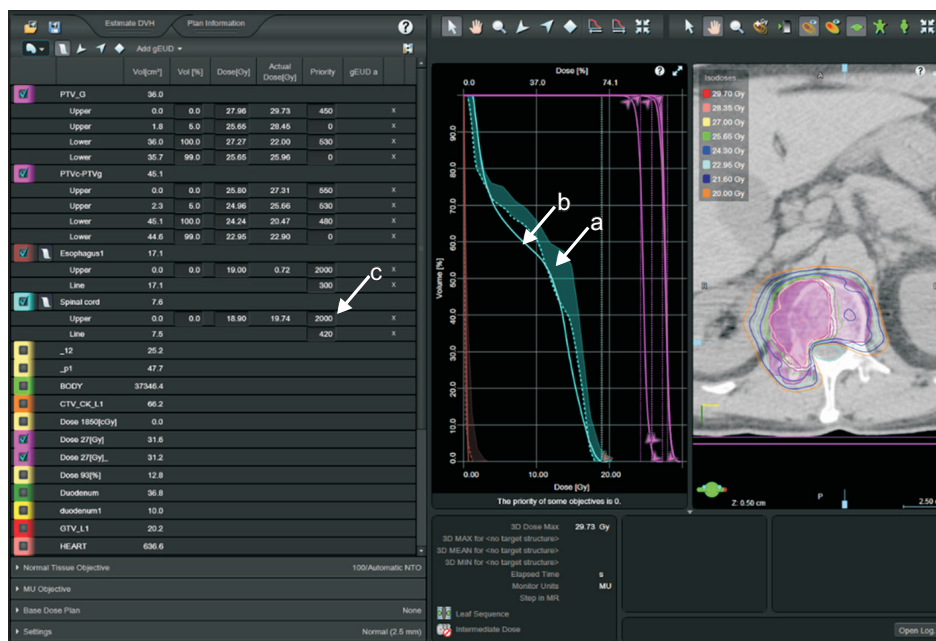 Estimate DVH Plan Information ?
Add gEUD
Vol[cm³] Vol [%] Dose[Gy] Actual Dose[Gy] Priority gEUD a
PTV_G 36.0
Upper 0.0 0.0 27.96 29.73 450 x
Upper 1.8 5.0 25.65 28.45 0 x
Lower 36.0 100.0 27.27 22.00 530 x
Lower 35.7 99.0 25.65 25.96 0 x
PTVc-PTVg 45.1
Upper 0.0 0.0 25.80 27.31 550 x
Upper 2.3 5.0 24.96 25.66 530 x
Lower 45.1 100.0 24.24 20.47 480 x
Lower 44.6 99.0 22.95 22.90 0 x
Esophagus1 17.1
Upper 0.0 0.0 19.00 0.72 2000 x
Line 17.1 300 x
Spinal cord 7.6
Upper 0.0 0.0 18.90 19.74 2000 x
Line 7.5 420 x
_12 25.2
_p1 47.7
BODY 37346.4
CTV_CK_L1 66.2
Dose 1850[cGy] 0.0
Dose 27[Gy] 31.6
Dose 27[Gy]_ 31.2
Dose 93[%] 12.8
Duodenum 36.8
duodenum1 10.0
GTV_L1 20.2
HEART 636.6
Normal Tissue Objective 100/Automatic NTO
MU Objective
Base Dose Plan None
Settings Normal (2.5 mm)
c
Dose [%]
0.0 37.0 74.1
?
Volume [%]
90.0
80.0
70.0
60.0
50.0
40.0
30.0
20.0
10.0
0.0
b
a
0.00 10.00 20.00
Dose [Gy]
The priority of some objectives is 0.
3D Dose Max 29.73 Gy
3D MAX for <no target structure>
3D MEAN for <no target structure>
3D MIN for <no target structure>
Elapsed Time s
Monitor Units MU
Step in MR
Leaf Sequence
Intermediate Dose
Isodoses
29.70 Gy
28.35 Gy
27.00 Gy
25.65 Gy
24.30 Gy
22.95 Gy
21.60 Gy
20.00 Gy
A
?
R
P
Z: 0.50 cm
Open Log